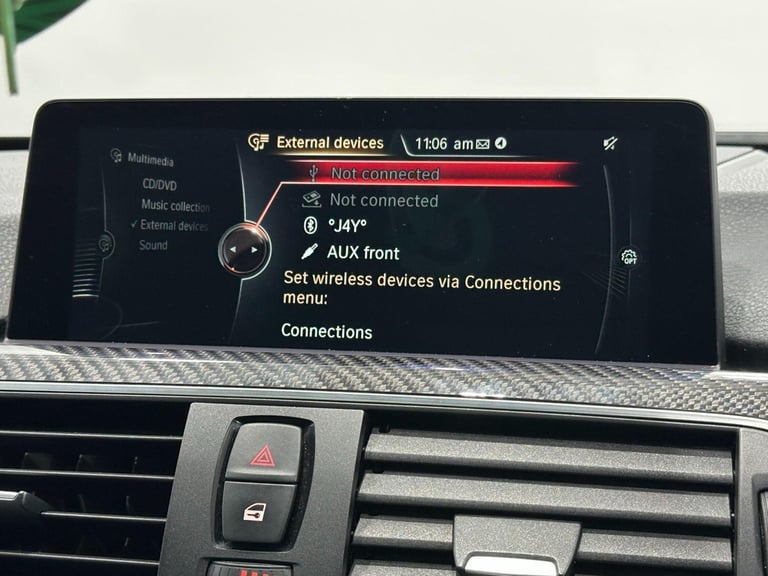 External devices
11:06 am
Multimedia
CD/DVD
Music collection
External devices
Sound
Not connected
Not connected
°J4Y°
AUX front
Set wireless devices via Connections
menu:
Connections
OPT